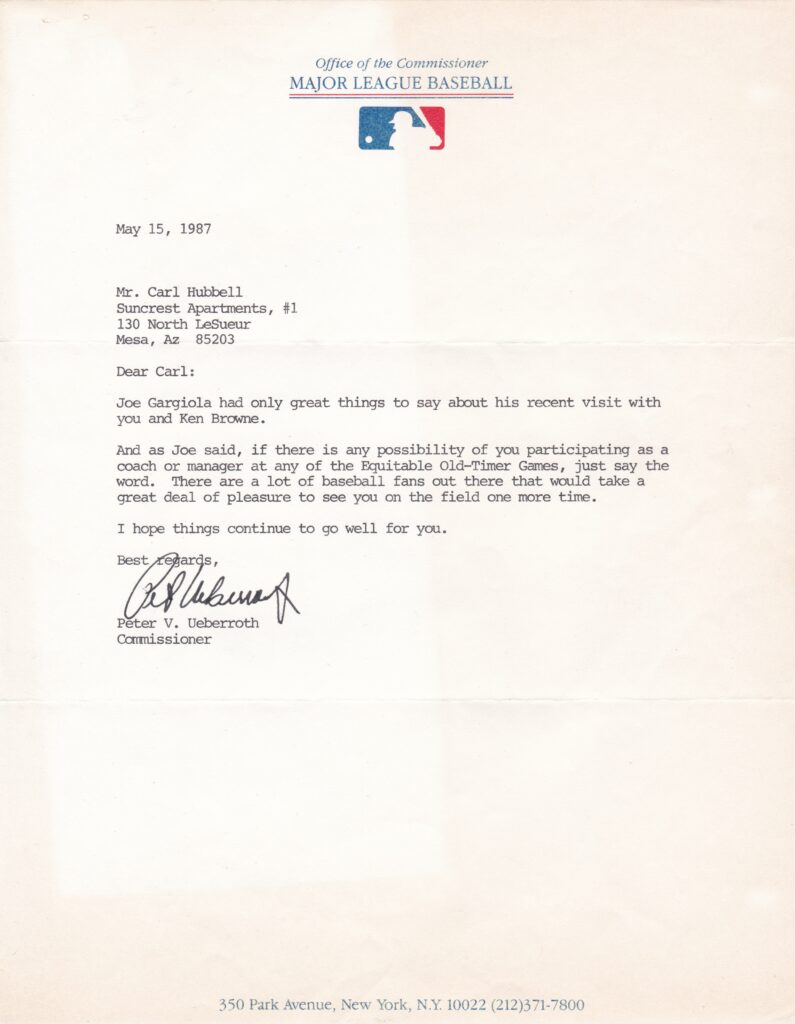 Office of the Commissioner
MAJOR LEAGUE BASEBALL
May 15, 1987
Mr. Carl Hubbell
Suncrest Apartments, #1
130 North LeSueur
Mesa, Az 85203
Dear Carl:
Joe Gargiola had only great things to say about his recent visit with
you and Ken Browne.
And as Joe said, if there is any possibility of you participating as a
coach or manager at any of the Equitable Old-Timer Games, just say the
word. There are a lot of baseball fans out there that would take a
great deal of pleasure to see you on the field one more time.
I hope things continue to go well for you.
Best regards,
Peter V. Ueberroth
Commissioner
350 Park Avenue, New York, N.Y. 10022 (212)371-7800